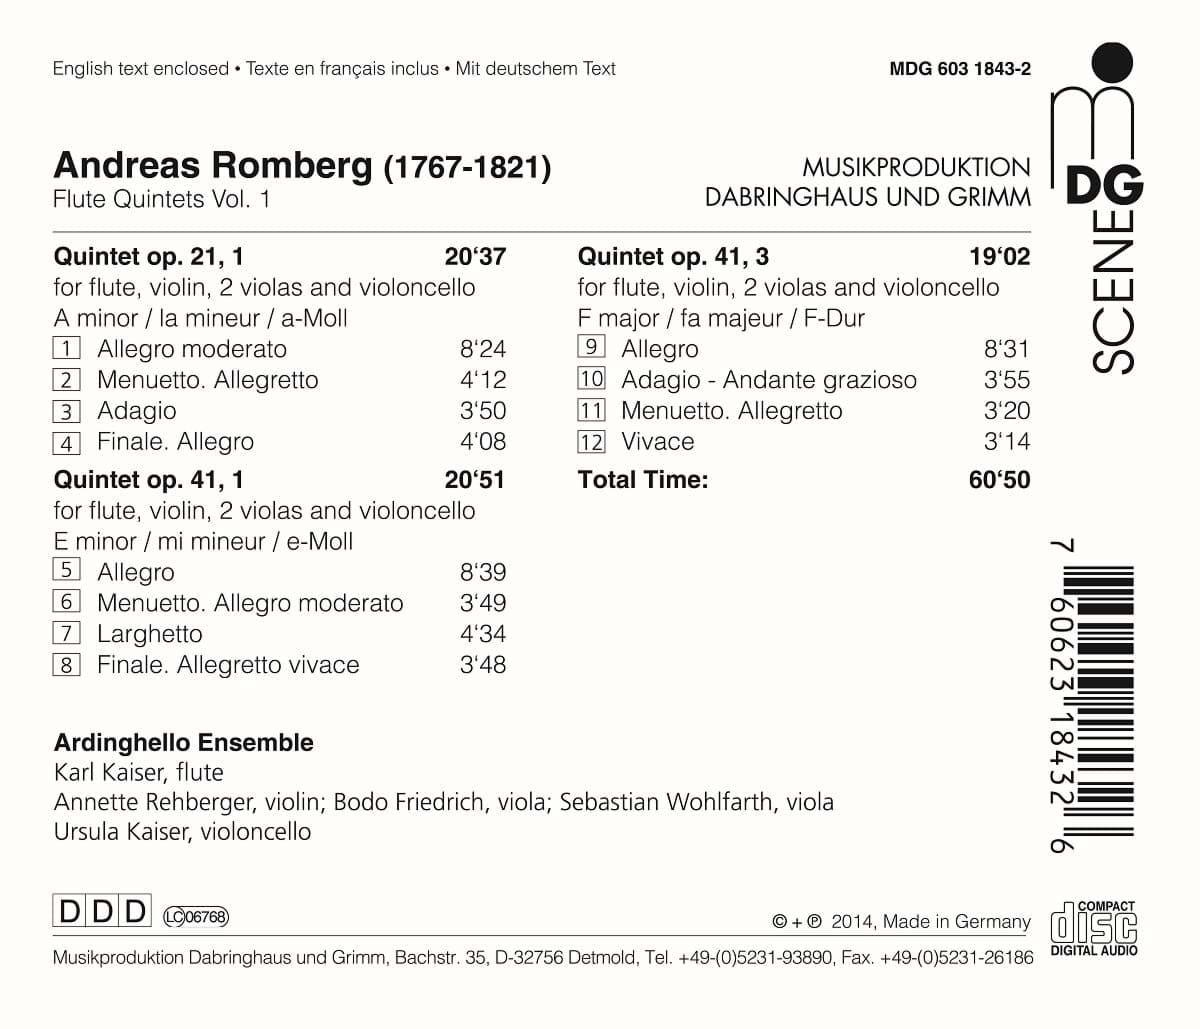 English text enclosed • Texte en français inclus • Mit deutschem Text
MDG 603 1843-2
Andreas Romberg (1767-1821)
Flute Quintets Vol. 1
MUSIKPRODUKTION
DABRINGHAUS UND GRIMM
m
DG
SCENE
Quintet op. 21, 1 20‘37
for flute, violin, 2 violas and violoncello
A minor / la mineur / a-Moll
1 Allegro moderato 8‘24
2 Menuetto. Allegretto 4‘12
3 Adagio 3‘50
4 Finale. Allegro 4‘08
Quintet op. 41, 1 20‘51
for flute, violin, 2 violas and violoncello
E minor / mi mineur / e-Moll
5 Allegro 8‘39
6 Menuetto. Allegro moderato 3‘49
7 Larghetto 4‘34
8 Finale. Allegretto vivace 3‘48
Quintet op. 41, 3 19‘02
for flute, violin, 2 violas and violoncello
F major / fa majeur / F-Dur
9 Allegro 8‘31
10 Adagio - Andante grazioso 3‘55
11 Menuetto. Allegretto 3‘20
12 Vivace 3‘14
Total Time: 60‘50
7 60623 18432 6
Ardinghello Ensemble
Karl Kaiser, flute
Annette Rehberger, violin; Bodo Friedrich, viola; Sebastian Wohlfarth, viola
Ursula Kaiser, violoncello
DDD LC06768
© + ℗ 2014, Made in Germany
COMPACT
disc
DIGITAL AUDIO
Musikproduktion Dabringhaus und Grimm, Bachstr. 35, D-32756 Detmold, Tel. +49-(0)5231-93890, Fax. +49-(0)5231-26186